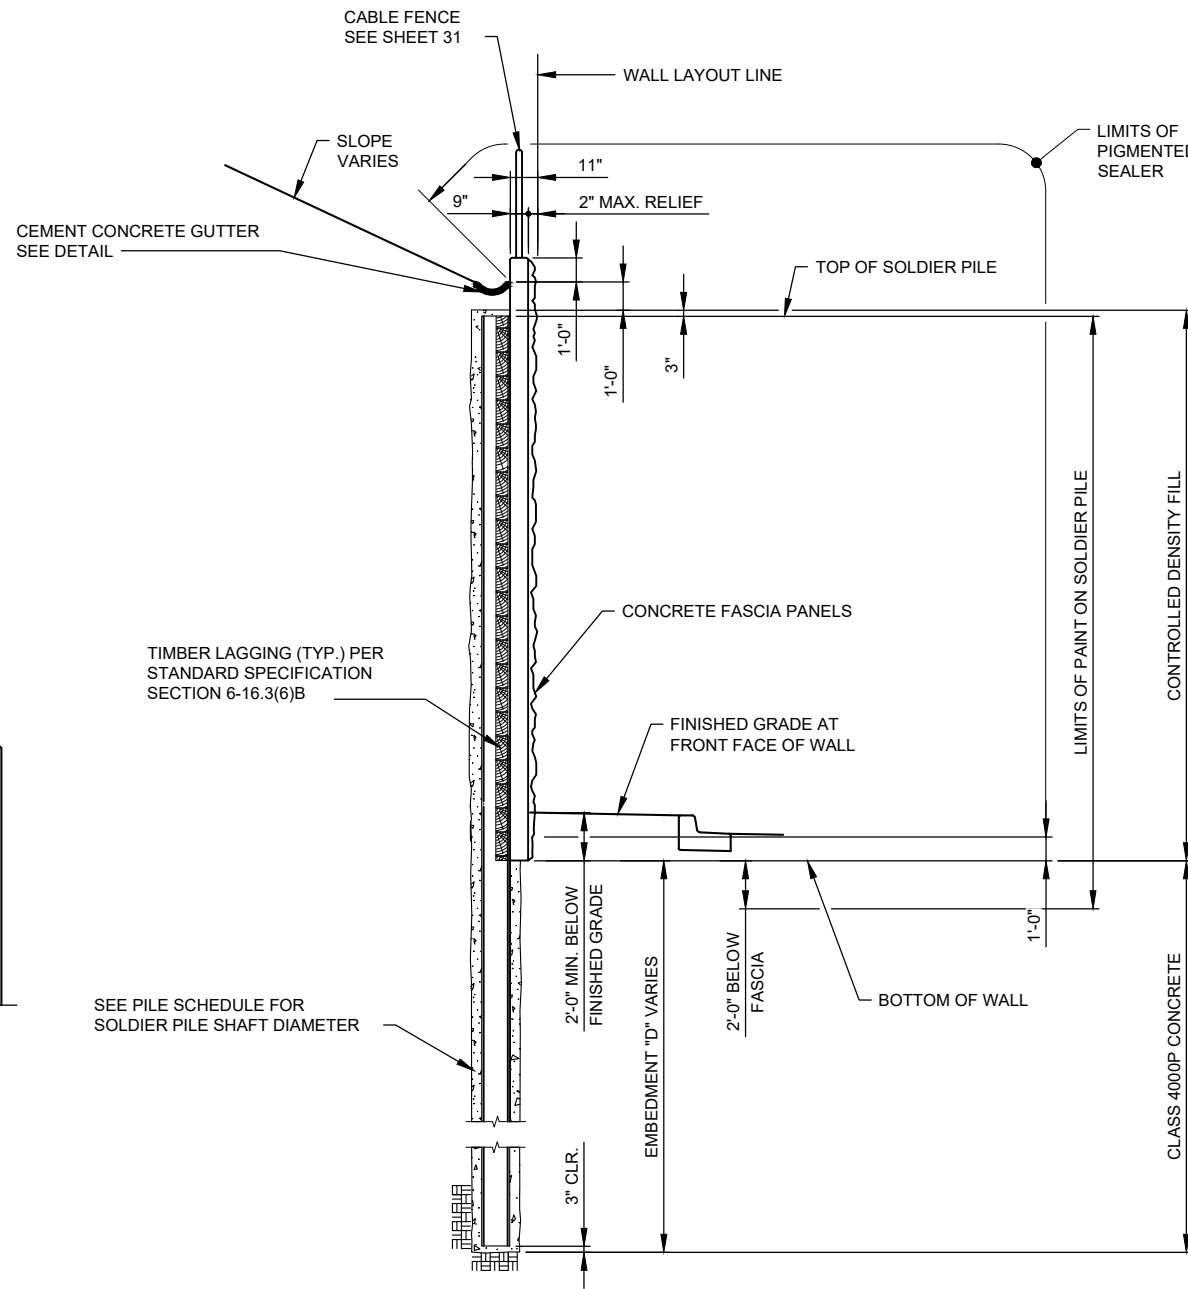 CABLE FENCE
SEE SHEET 31
WALL LAYOUT LINE
SLOPE
VARIES
LIMITS OF
PIGMENTED
SEALER
11"
9"
2" MAX. RELIEF
CEMENT CONCRETE GUTTER
SEE DETAIL
TOP OF SOLDIER PILE
1'-0"
1'-0"
3"
LIMITS OF PAINT ON SOLDIER PILE
CONTROLLED DENSITY FILL
CONCRETE FASCIA PANELS
TIMBER LAGGING (TYP.) PER
STANDARD SPECIFICATION
SECTION 6-16.3(6)B
FINISHED GRADE AT
FRONT FACE OF WALL
2'-0" MIN. BELOW
FINISHED GRADE
EMBEDMENT "D" VARIES
2'-0" BELOW
FASCIA
1'-0"
BOTTOM OF WALL
CLASS 4000P CONCRETE
SEE PILE SCHEDULE FOR
SOLDIER PILE SHAFT DIAMETER
3" CLR.